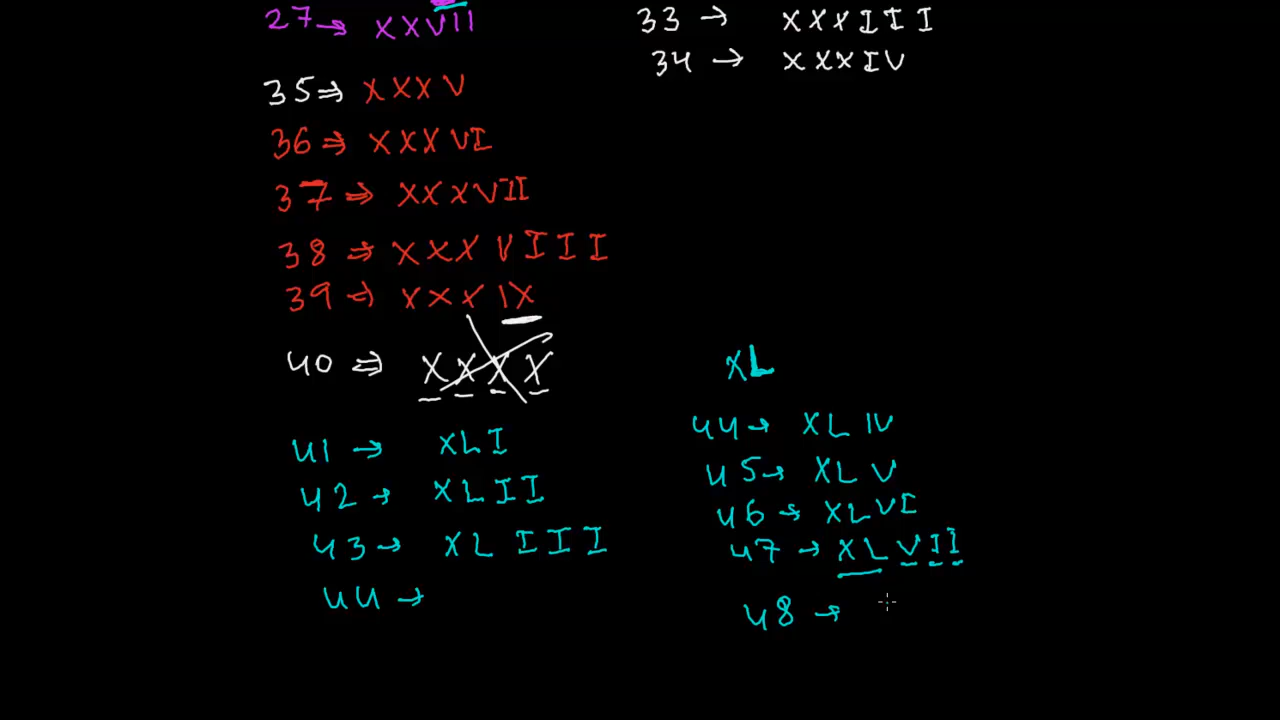 27 → XXVII
35 ⇒ XXXV
36 ⇒ XXXVI
37 ⇒ XXXVII
38 ⇒ XXXVIII
39 ⇒ XXXIX
40 ⇒ XXXX
41 → XLI
42 → XLII
43 → XLIII
44 →
33 → XXXIII
34 → XXXIV
XL
44 → XLIV
45 → XLV
46 → XLVI
47 → XLVII
48 →